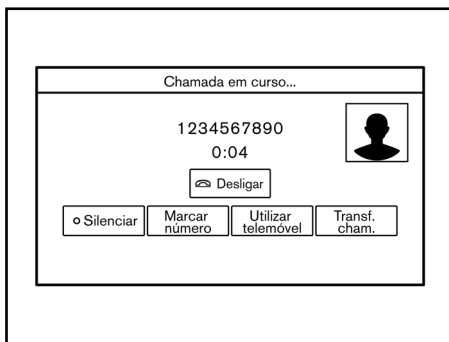 Chamada em curso...
1234567890
0:04
Desligar
Silenciar
Marcar
número
Utilizar
telemóvel
Transf.
cham.